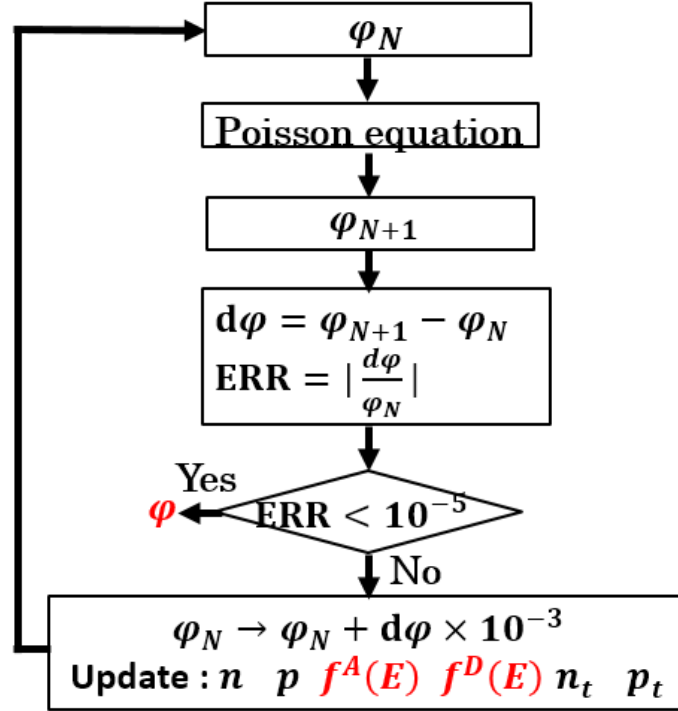 φ_N
Poisson equation
φ_{N+1}
dφ = φ_{N+1} − φ_N
ERR = |dφ/φ_N|
Yes
φ
ERR < 10^{−5}
No
φ_N → φ_N + dφ × 10^{−3}
Update : n p f^A(E) f^D(E) n_t p_t